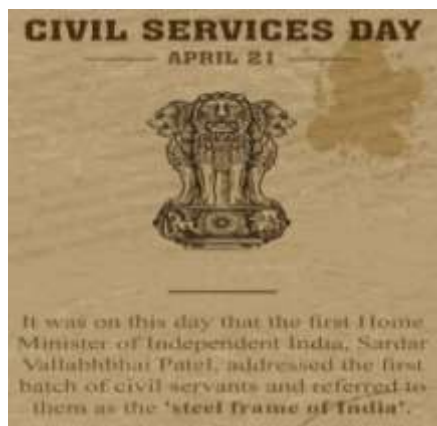 CIVIL SERVICES DAY
APRIL 21
It was on this day that the first Home
Minister of Independent India, Sardar
Vallabhbhai Patel, addressed the first
batch of civil servants and referred to
them as the 'steel frame of India'.